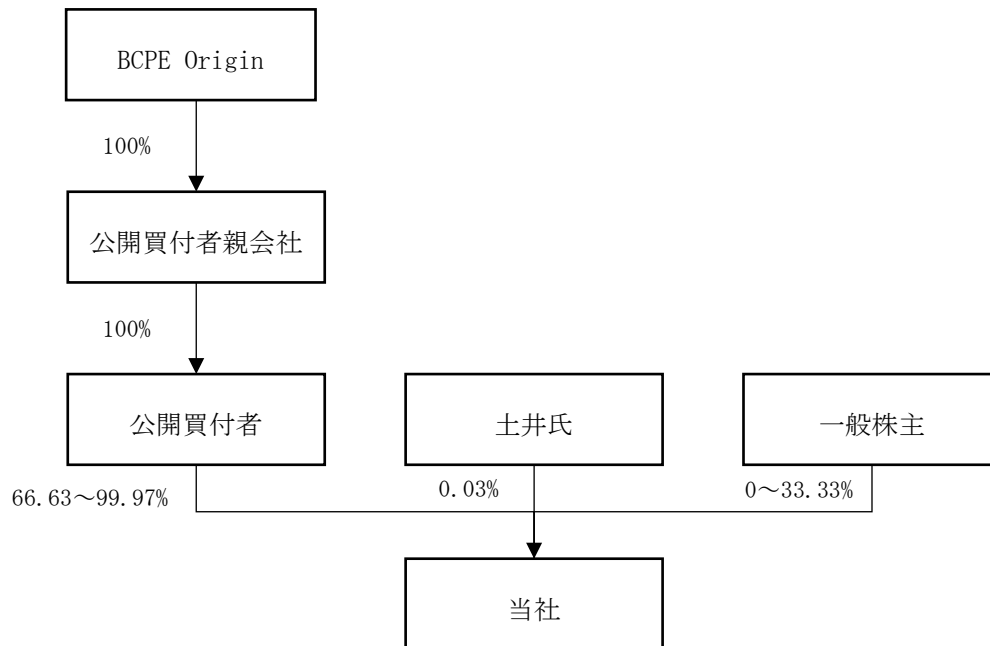 BCPE Origin
100%
公開買付者親会社
100%
公開買付者
土井氏
一般株主
66.63～99.97%
0.03%
0～33.33%
当社